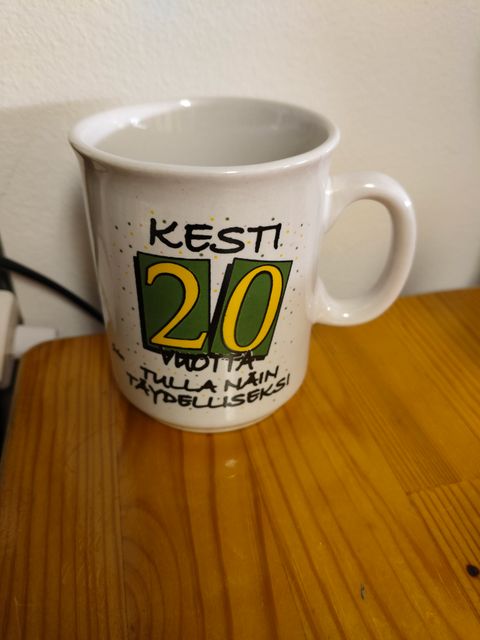 KESTI
20
VUOTTA
TULLA NÄIN
TÄYDELLISEKSI